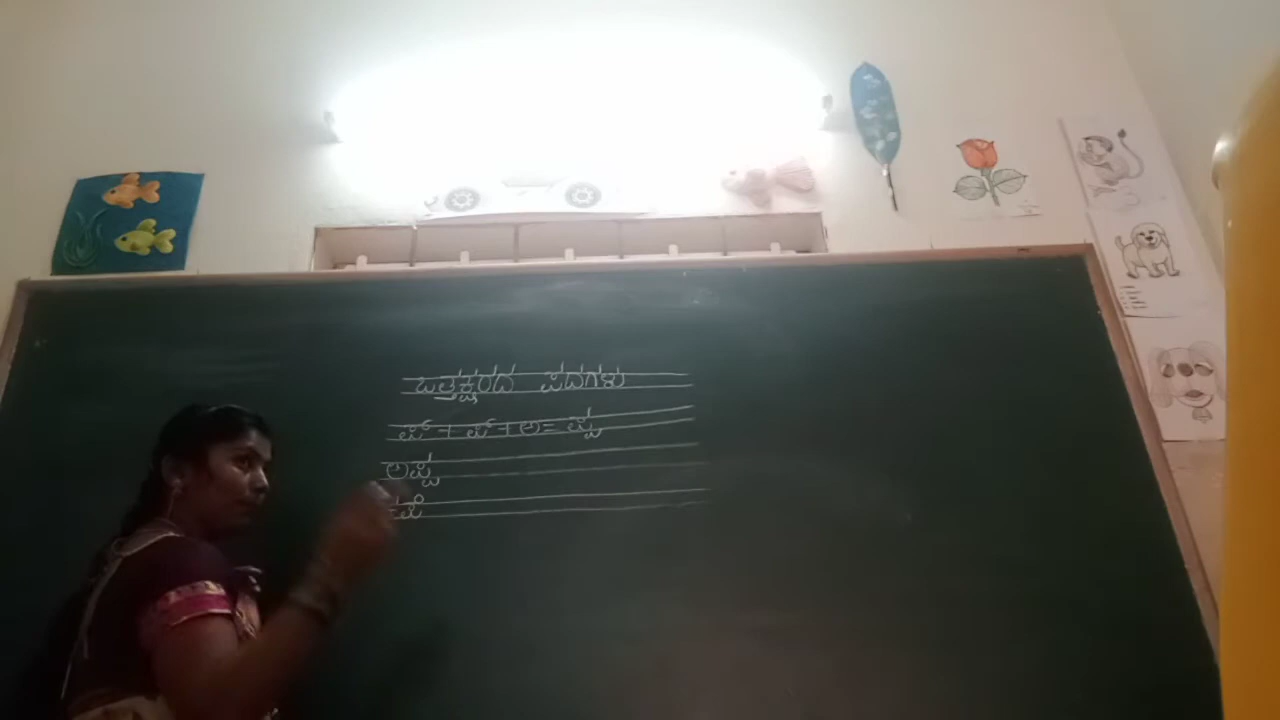 ಒತ್ತಕ್ಷರದ ಪದಗಳು
ಪ್ + ಪ್ + ಅ = ಪ್ಪ
ಅಪ್ಪ